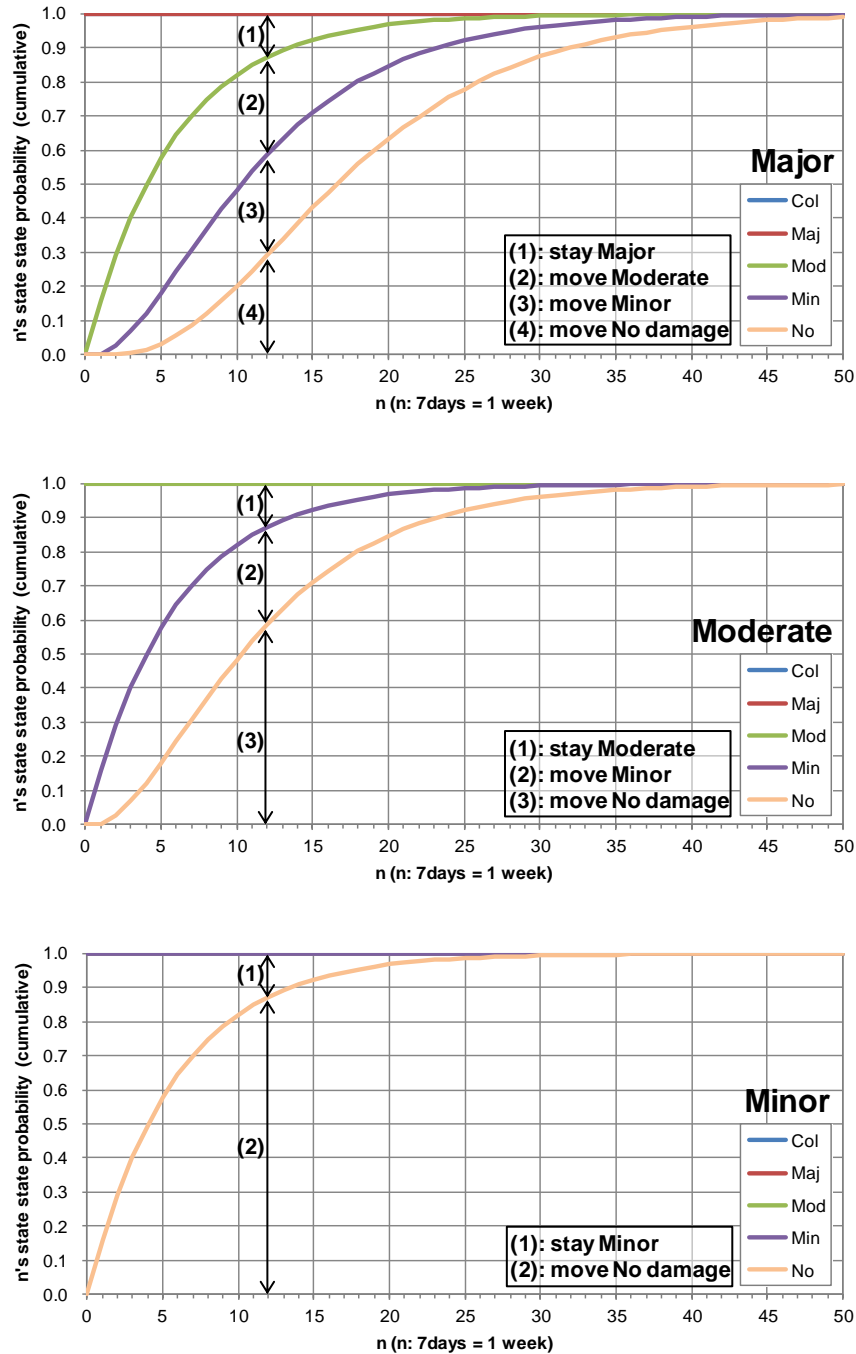 n's state state probability (cumulative)
1.0
0.9
0.8
0.7
0.6
0.5
0.4
0.3
0.2
0.1
0.0
(1)
(2)
(3)
(4)
Major
Col
Maj
Mod
Min
No
(1): stay Major
(2): move Moderate
(3): move Minor
(4): move No damage
0 5 10 15 20 25 30 35 40 45 50
n (n: 7days = 1 week)
n's state state probability (cumulative)
1.0
0.9
0.8
0.7
0.6
0.5
0.4
0.3
0.2
0.1
0.0
(1)
(2)
(3)
Moderate
Col
Maj
Mod
Min
No
(1): stay Moderate
(2): move Minor
(3): move No damage
0 5 10 15 20 25 30 35 40 45 50
n (n: 7days = 1 week)
n's state state probability (cumulative)
1.0
0.9
0.8
0.7
0.6
0.5
0.4
0.3
0.2
0.1
0.0
(1)
(2)
Minor
Col
Maj
Mod
Min
No
(1): stay Minor
(2): move No damage
0 5 10 15 20 25 30 35 40 45 50
n (n: 7days = 1 week)